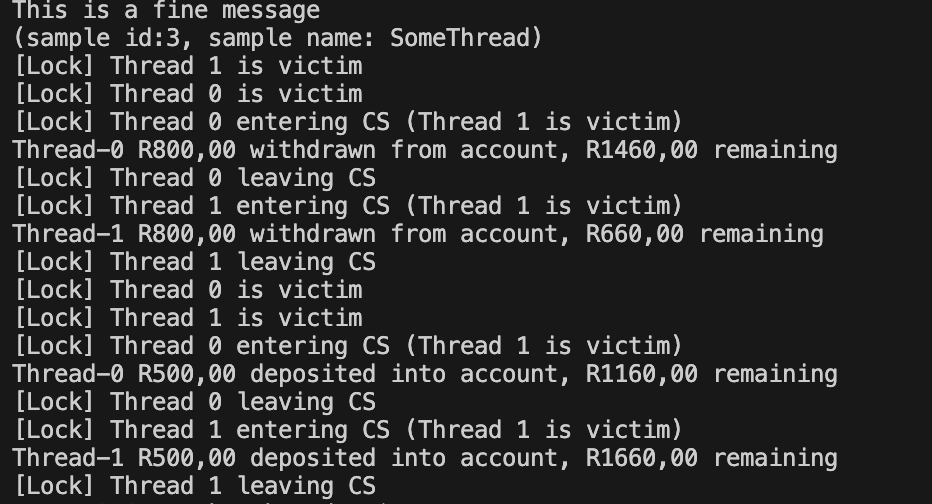 This is a fine message
(sample id:3, sample name: SomeThread)
[Lock] Thread 1 is victim
[Lock] Thread 0 is victim
[Lock] Thread 0 entering CS (Thread 1 is victim)
Thread-0 R800,00 withdrawn from account, R1460,00 remaining
[Lock] Thread 0 leaving CS
[Lock] Thread 1 entering CS (Thread 1 is victim)
Thread-1 R800,00 withdrawn from account, R660,00 remaining
[Lock] Thread 1 leaving CS
[Lock] Thread 0 is victim
[Lock] Thread 1 is victim
[Lock] Thread 0 entering CS (Thread 1 is victim)
Thread-0 R500,00 deposited into account, R1160,00 remaining
[Lock] Thread 0 leaving CS
[Lock] Thread 1 entering CS (Thread 1 is victim)
Thread-1 R500,00 deposited into account, R1660,00 remaining
[Lock] Thread 1 leaving CS